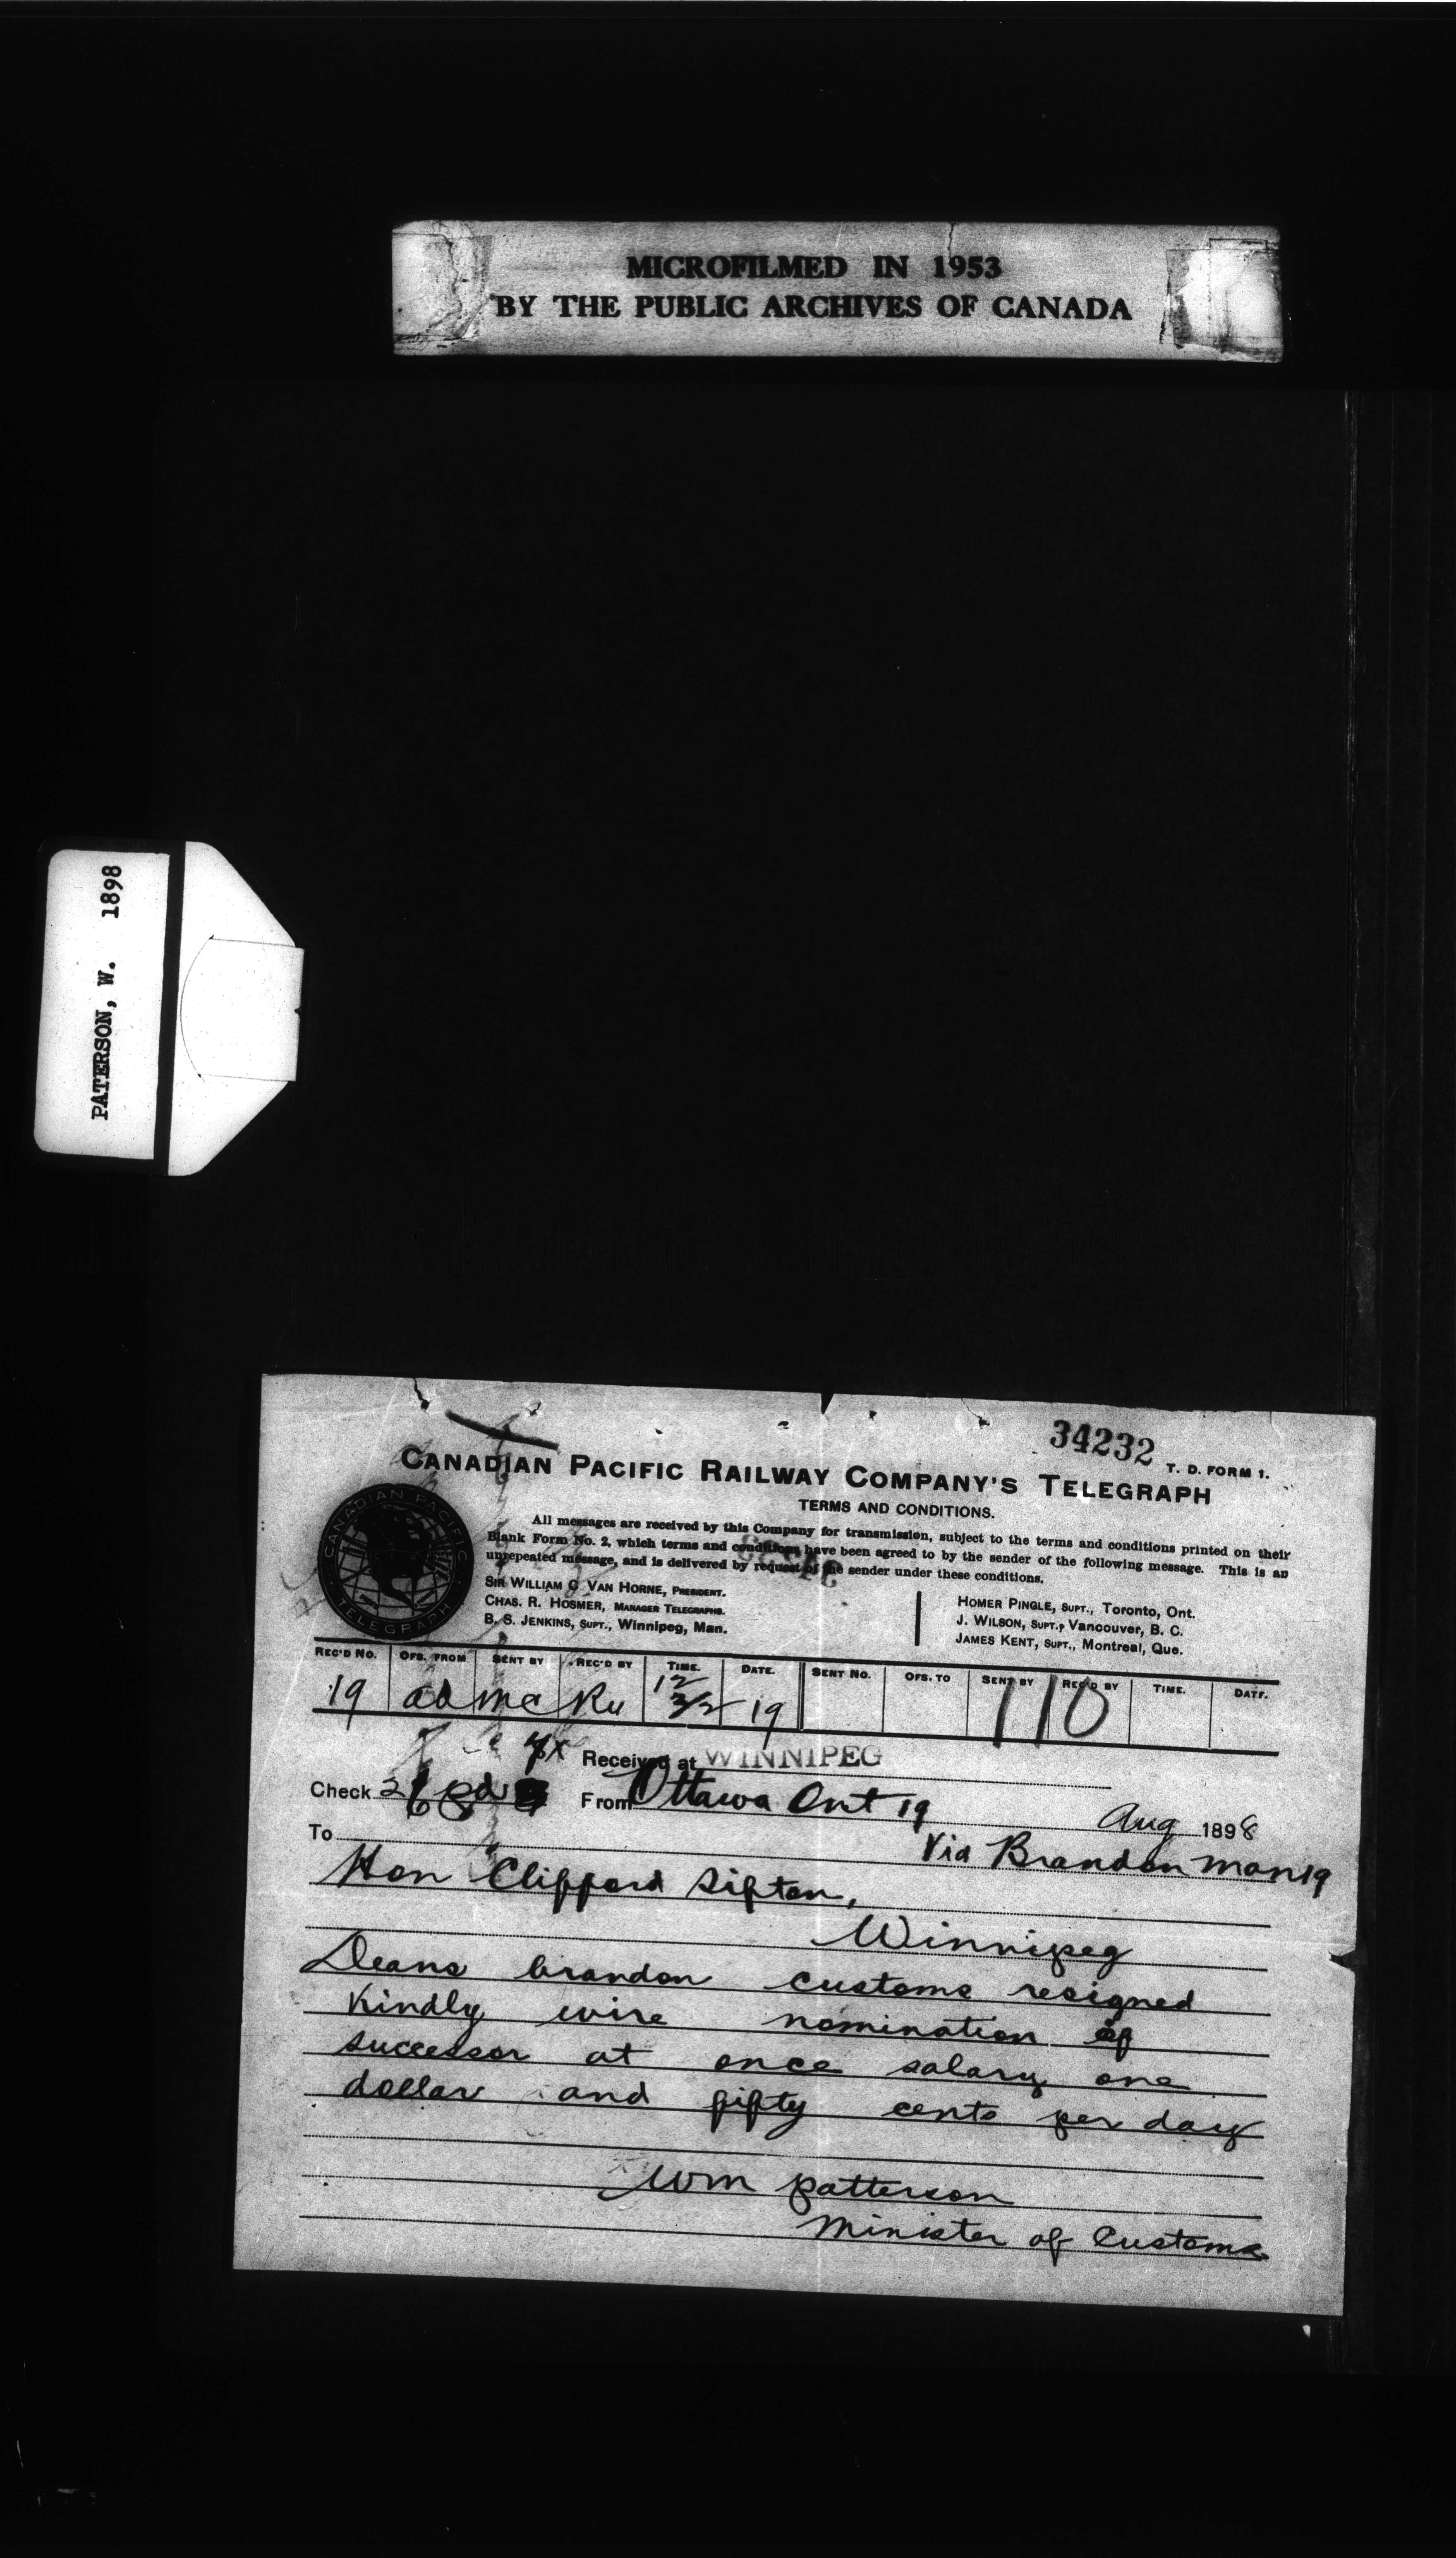 MICROFILMED IN 1953
BY THE PUBLIC ARCHIVES OF CANADA
PATERSON, W. 1898
34232
T. D. FORM 1.
CANADIAN PACIFIC RAILWAY COMPANY'S TELEGRAPH
TERMS AND CONDITIONS.
All messages are received by this Company for transmission, subject to the terms and conditions printed on their
Blank Form No. 2, which terms and conditions have been agreed to by the sender of the following message. This is an
unrepeated message, and is delivered by request of the sender under these conditions.
CANADIAN PACIFIC TELEGRAPH
SIR WILLIAM C. VAN HORNE, PRESIDENT.
CHAS. R. HOSMER, MANAGER TELEGRAPHS.
B. S. JENKINS, SUPT., Winnipeg, Man.
HOMER PINGLE, SUPT., Toronto, Ont.
J. WILSON, SUPT., Vancouver, B. C.
JAMES KENT, SUPT., Montreal, Que.
REC'D NO. OFS. FROM SENT BY REC'D BY TIME. DATE. SENT NO. OFS. TO SENT BY REC'D BY TIME. DATE.
19 mc 12 19 110
Received at WINNIPEG
Check From Ottawa Ont 19 Aug 1898
To Via Brandon Man 19
Hon Clifford Sifton,
Winnipeg
Deans brandon customs resigned
Kindly wire nomination of
successor at once salary one
dollar and fifty cents per day
Wm patterson
Minister of Customs